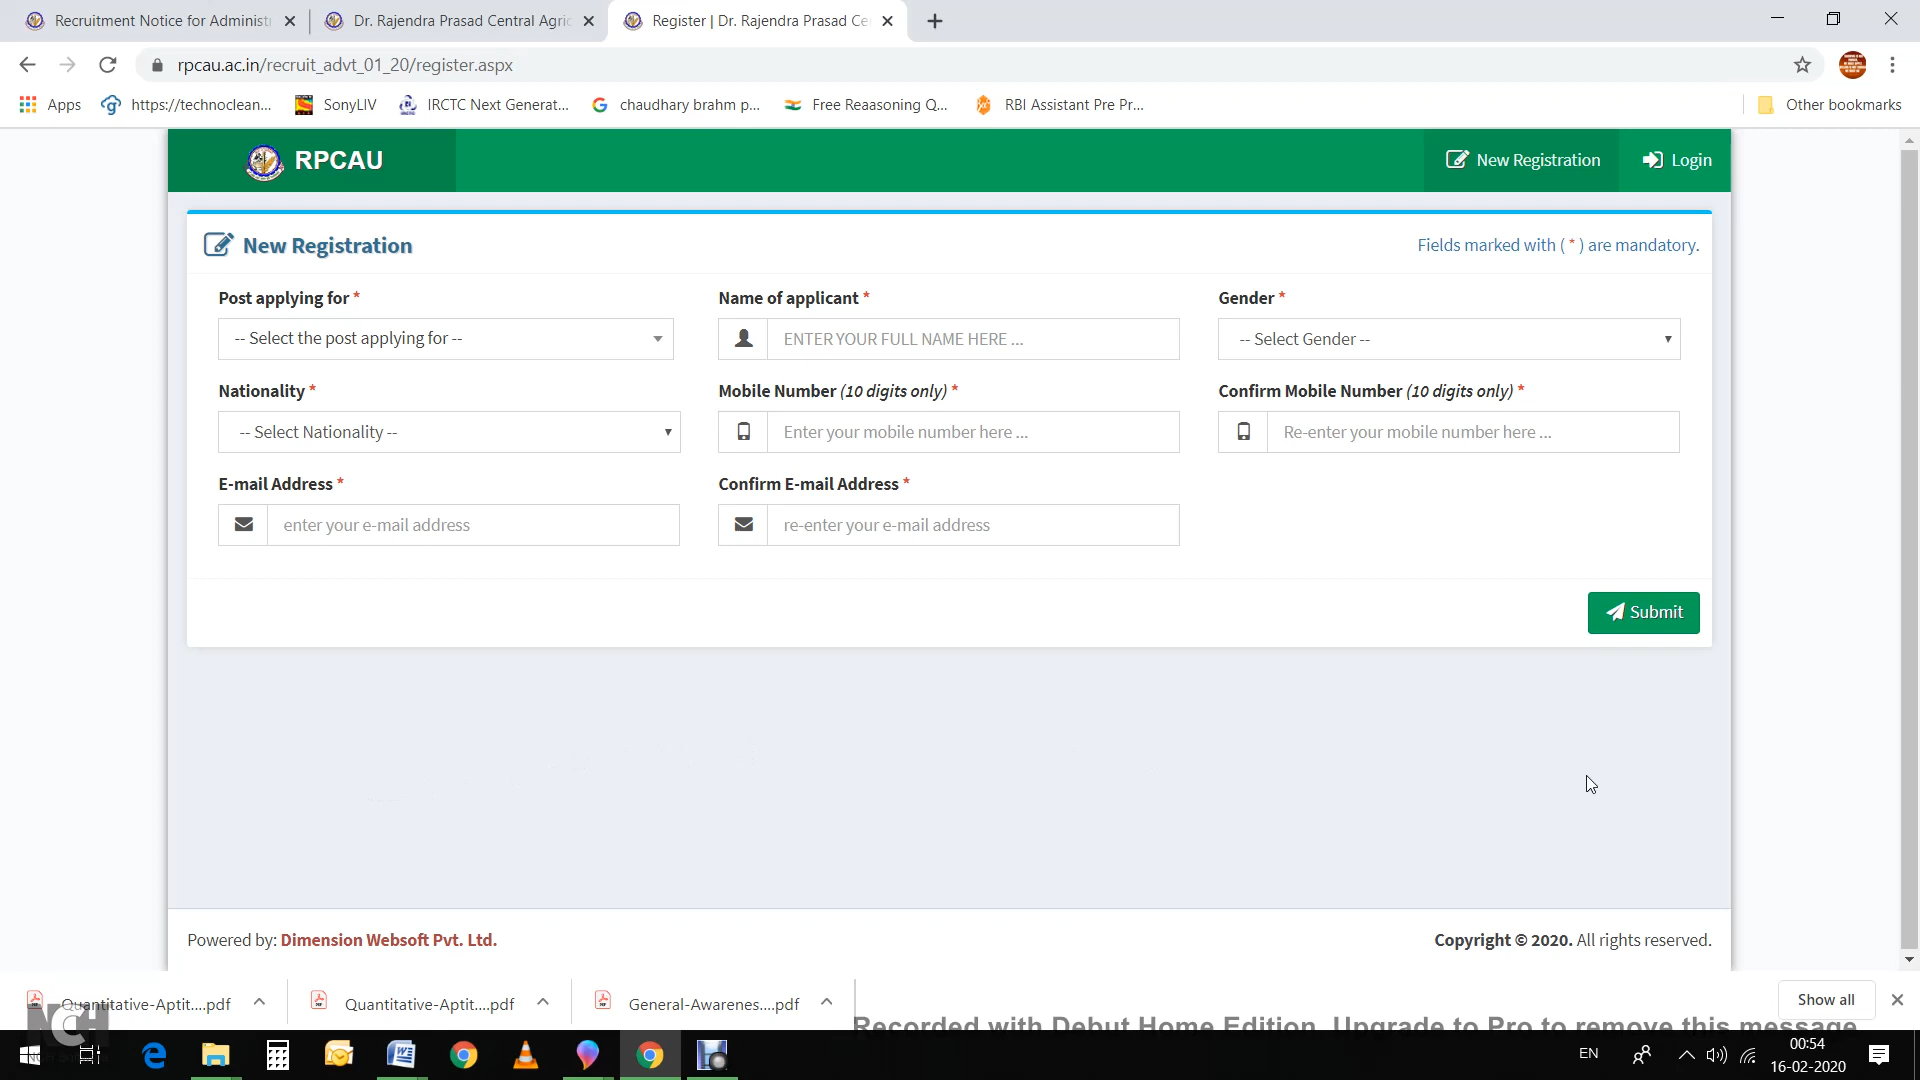 Recruitment Notice for Administ
Dr. Rajendra Prasad Central Agric
Register | Dr. Rajendra Prasad Ce
rpcau.ac.in/recruit_advt_01_20/register.aspx
Apps
https://technoclean...
SonyLIV
IRCTC Next Generat...
chaudhary brahm p...
Free Reaasoning Q...
RBI Assistant Pre Pr...
Other bookmarks
RPCAU
New Registration
Login
New Registration
Fields marked with ( * ) are mandatory.
Post applying for *
Name of applicant *
Gender *
-- Select the post applying for --
ENTER YOUR FULL NAME HERE ...
-- Select Gender --
Nationality *
Mobile Number (10 digits only) *
Confirm Mobile Number (10 digits only) *
-- Select Nationality --
Enter your mobile number here ...
Re-enter your mobile number here ...
E-mail Address *
Confirm E-mail Address *
enter your e-mail address
re-enter your e-mail address
Submit
Powered by: Dimension Websoft Pvt. Ltd.
Copyright © 2020. All rights reserved.
Quantitative-Aptit....pdf
Quantitative-Aptit....pdf
General-Awarenes....pdf
Show all
NCH
Recorded with Debut Home Edition. Upgrade to Pro to remove this message
EN
00:54
16-02-2020